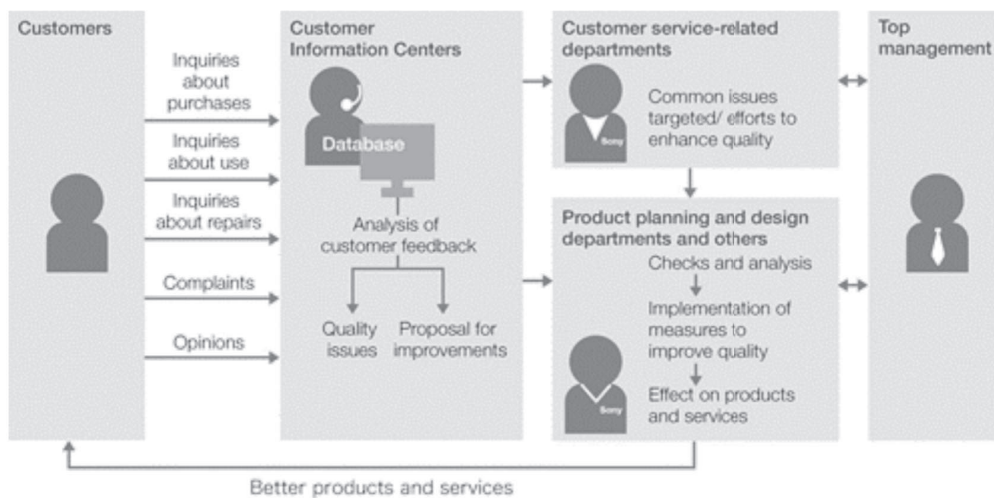 Customers
Inquiries
about
purchases
Inquiries
about use
Inquiries
about repairs
Complaints
Opinions
Customer
Information Centers
Database
Analysis of
customer feedback
Quality
issues
Proposal for
improvements
Customer service-related
departments
Common issues
targeted/ efforts to
enhance quality
Sony
Product planning and design
departments and others
Checks and analysis
Implementation of
measures to
improve quality
Effect on products
and services
Sony
Top
management
Better products and services